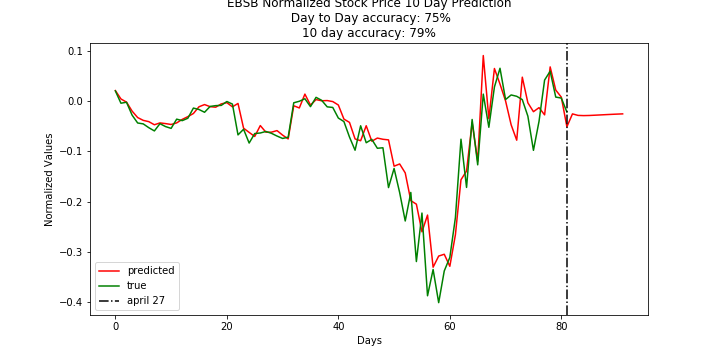 EBSB Normalized Stock Price 10 Day Prediction
Day to Day accuracy: 75%
10 day accuracy: 79%
0.1
0.0
−0.1
−0.2
−0.3
−0.4
Normalized Values
predicted
true
april 27
0 20 40 60 80
Days